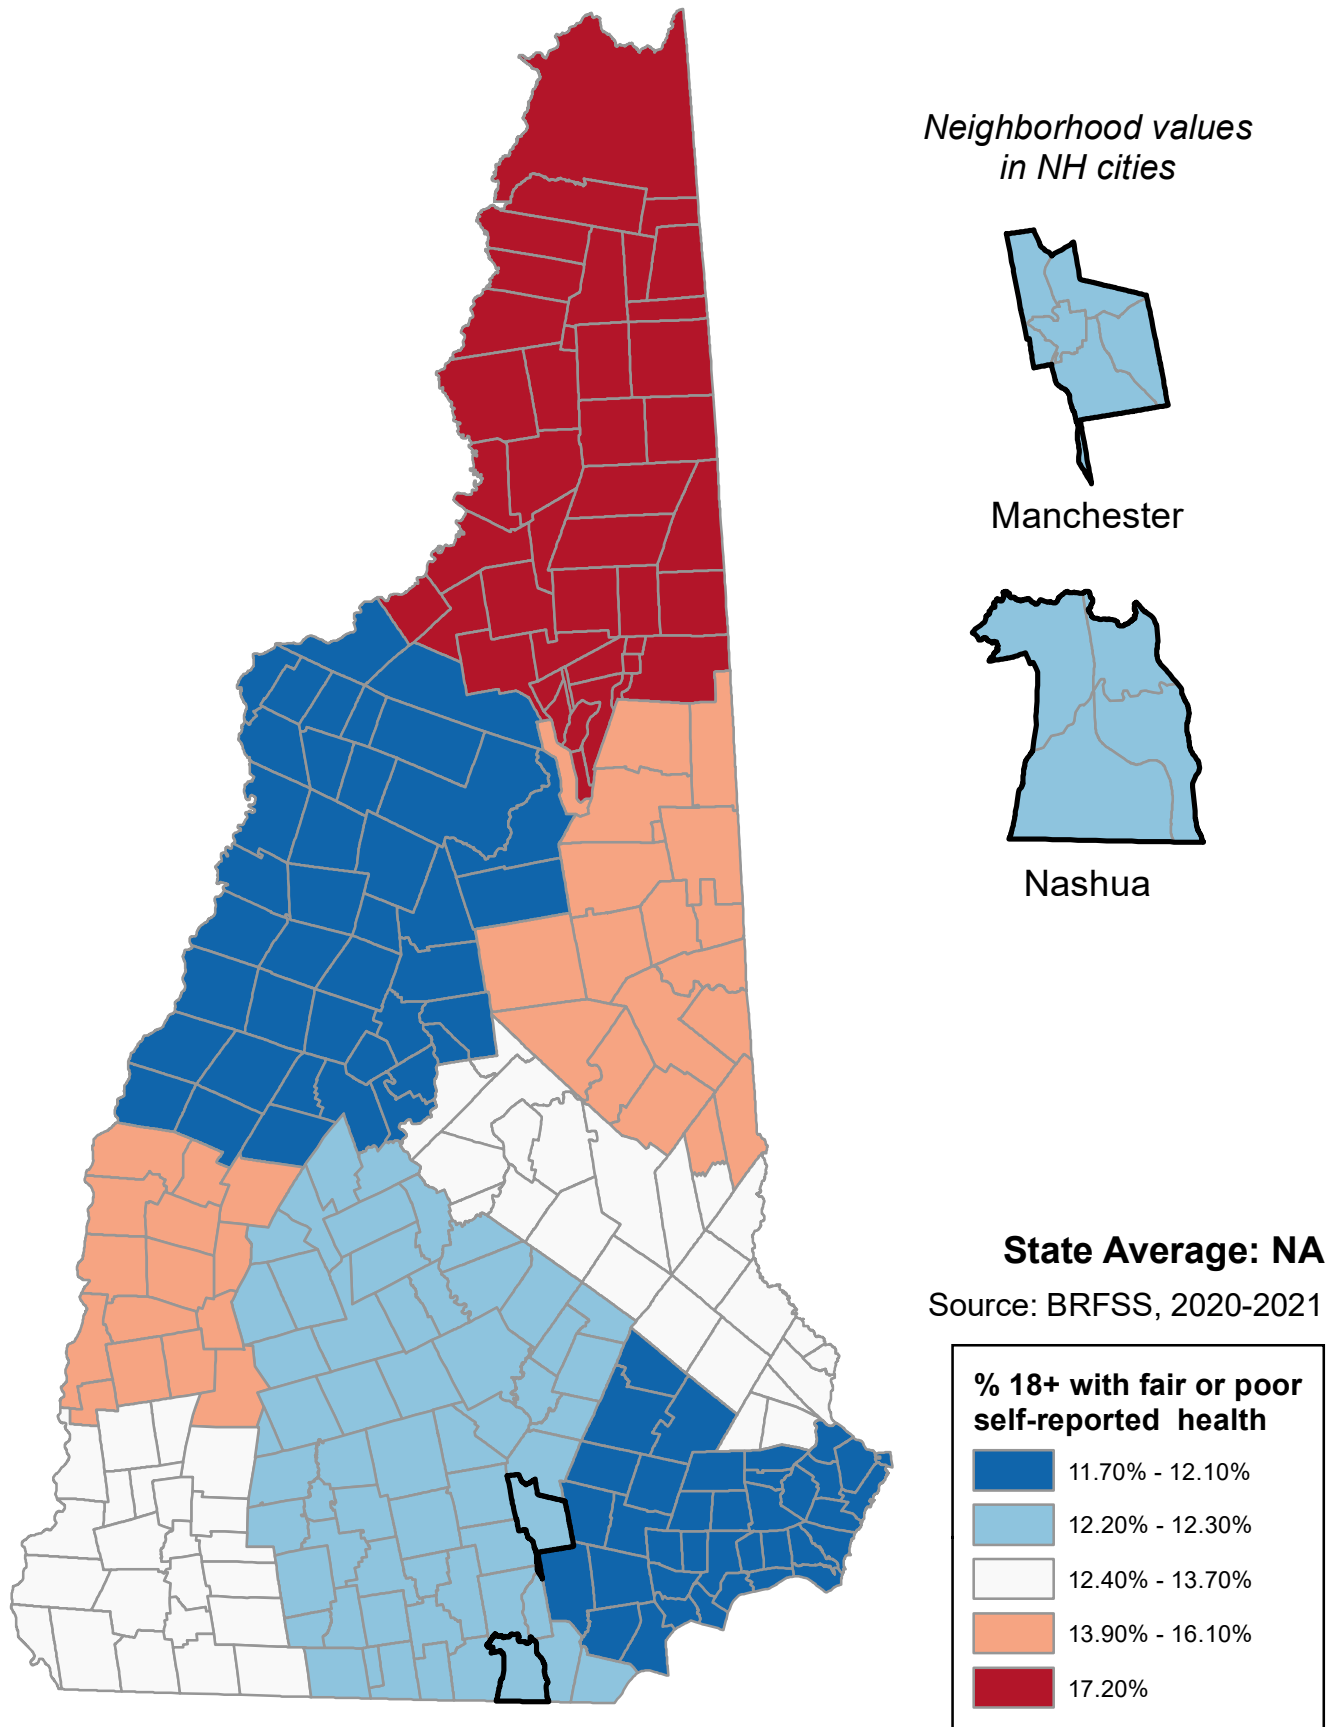 Neighborhood values
in NH cities
Manchester
Nashua
State Average: NA
Source: BRFSS, 2020-2021
% 18+ with fair or poor
self-reported health
11.70% - 12.10%
12.20% - 12.30%
12.40% - 13.70%
13.90% - 16.10%
17.20%